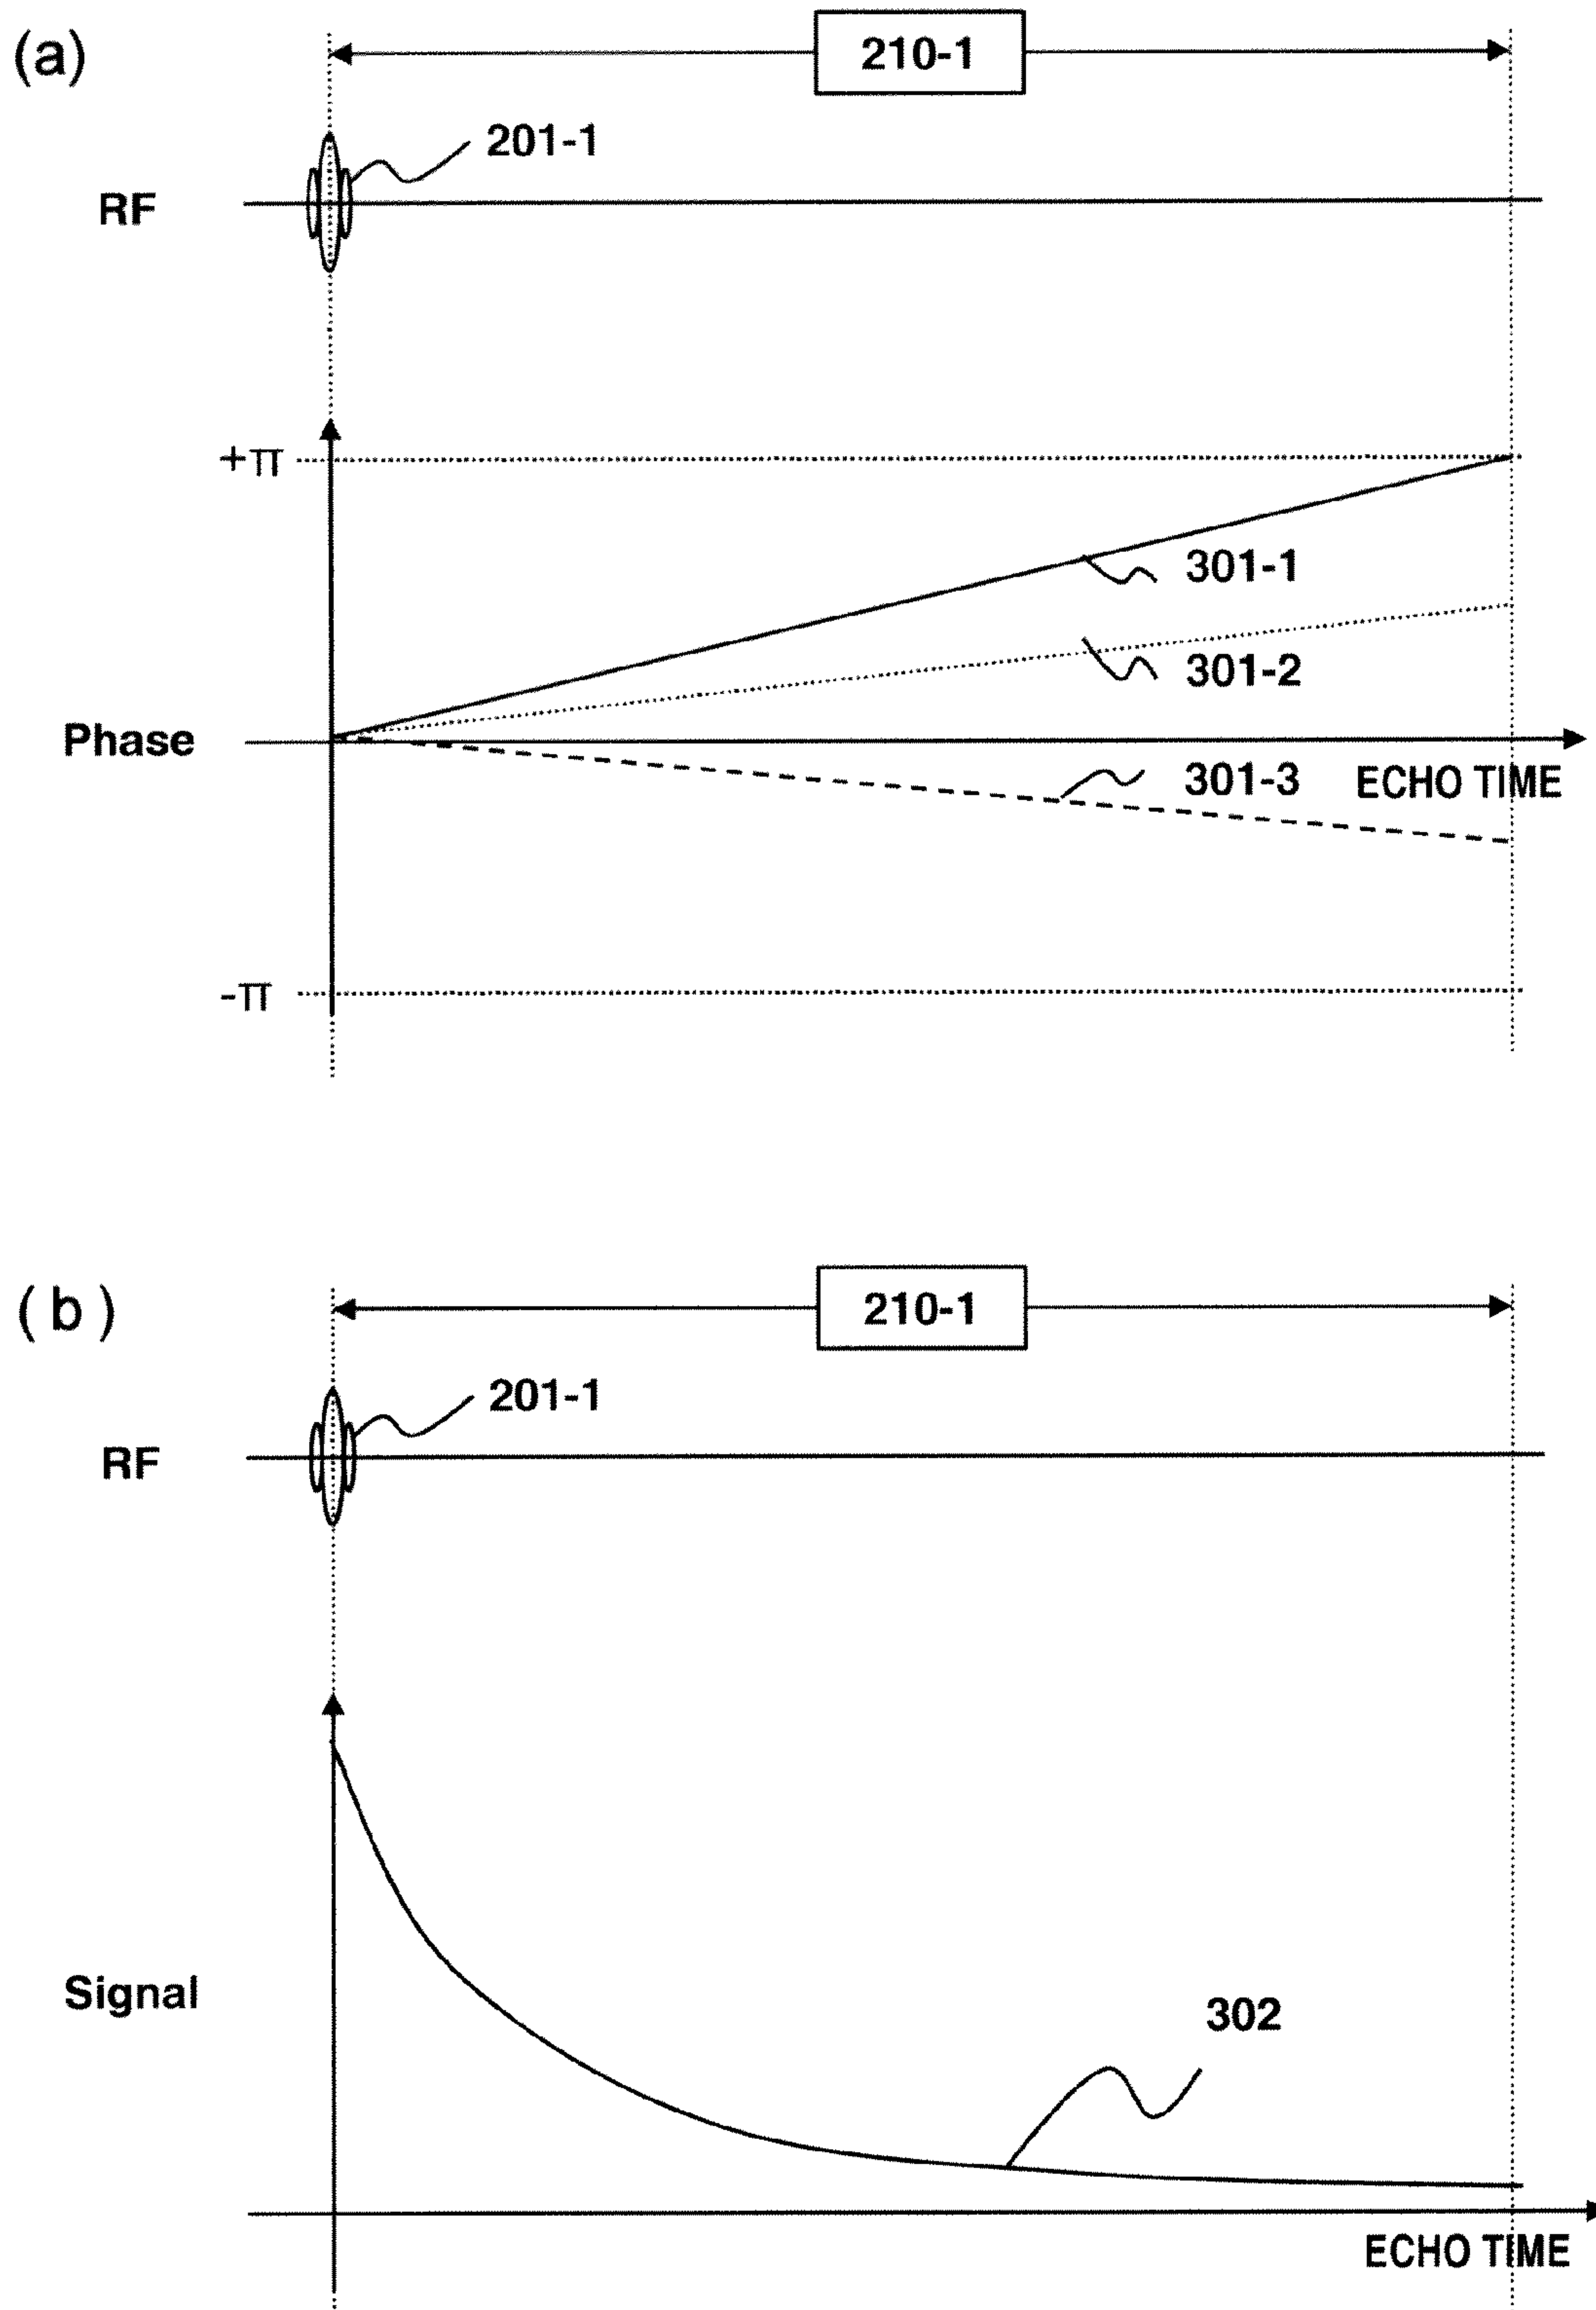 (a)
210-1
201-1
RF
+π
301-1
301-2
Phase
301-3
ECHO TIME
-π
( b )
210-1
201-1
RF
Signal
302
ECHO TIME